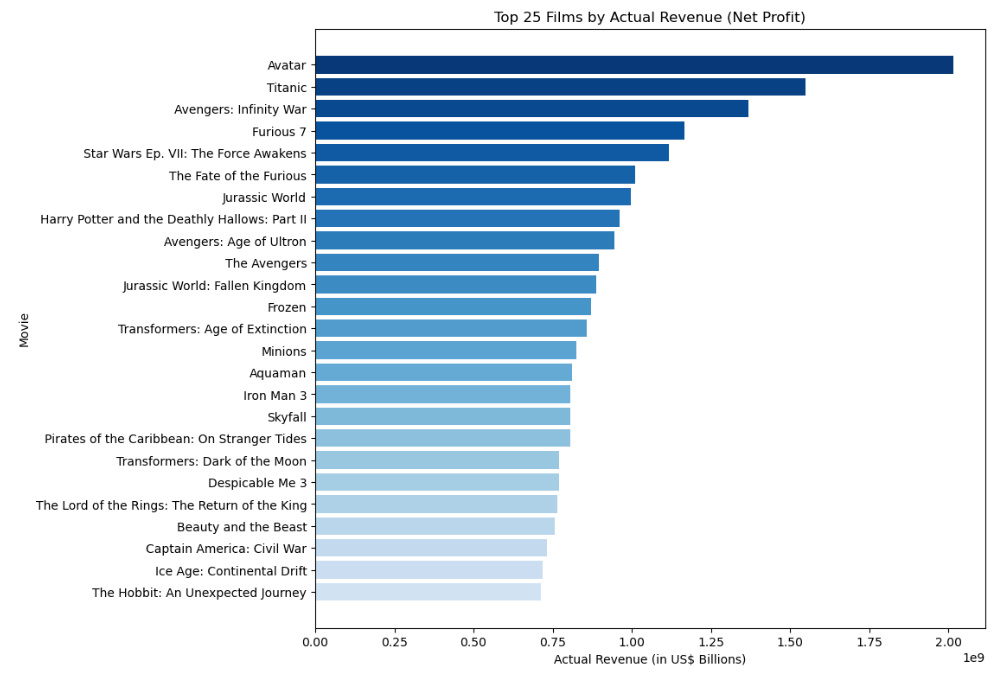 Top 25 Films by Actual Revenue (Net Profit)
Movie
Avatar
Titanic
Avengers: Infinity War
Furious 7
Star Wars Ep. VII: The Force Awakens
The Fate of the Furious
Jurassic World
Harry Potter and the Deathly Hallows: Part II
Avengers: Age of Ultron
The Avengers
Jurassic World: Fallen Kingdom
Frozen
Transformers: Age of Extinction
Minions
Aquaman
Iron Man 3
Skyfall
Pirates of the Caribbean: On Stranger Tides
Transformers: Dark of the Moon
Despicable Me 3
The Lord of the Rings: The Return of the King
Beauty and the Beast
Captain America: Civil War
Ice Age: Continental Drift
The Hobbit: An Unexpected Journey
0.00 0.25 0.50 0.75 1.00 1.25 1.50 1.75 2.00
1e9
Actual Revenue (in US$ Billions)